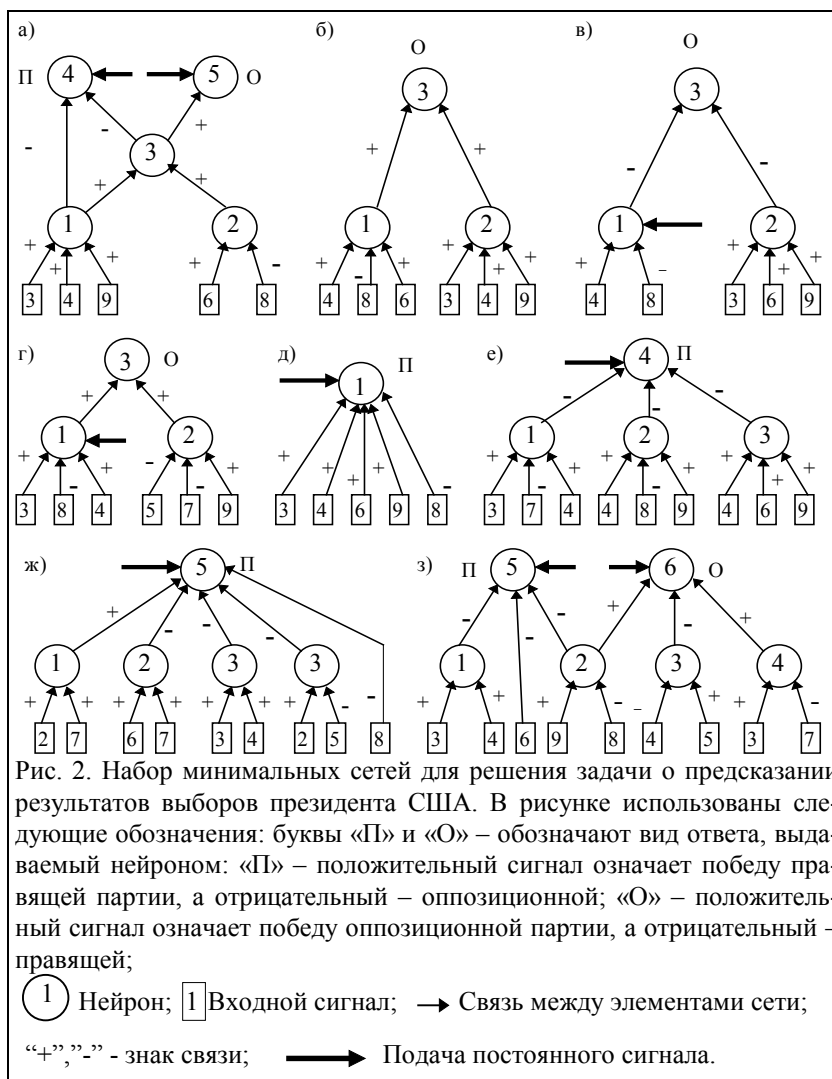 а) б) в)
О О
П 4 5 О 3 3
- - + + + - -
3
+ +
1 2 1 2 1 2
+ + + + - + - + + + + + - + + +
3 4 9 6 8 4 8 6 3 4 9 4 8 3 6 9
г) д) е)
3 О П 4 П
1
+ + - - -
1 2 1 2 3
+ - + - - + + + + + - + - + + - + + + +
3 8 4 5 7 9 3 4 6 9 8 3 7 4 4 8 9 4 6 9
ж) з)
5 П П 5 6 О
+ - - - - - - - + - +
1 2 3 3 1 2 3 4
+ + + + + + + - + + + - - + + -
2 7 6 7 3 4 2 5 8 3 4 6 9 8 4 5 3 7
Рис. 2. Набор минимальных сетей для решения задачи о предсказании
результатов выборов президента США. В рисунке использованы сле-
дующие обозначения: буквы «П» и «О» – обозначают вид ответа, выда-
ваемый нейроном: «П» – положительный сигнал означает победу пра-
вящей партии, а отрицательный – оппозиционной; «О» – положитель-
ный сигнал означает победу оппозиционной партии, а отрицательный –
правящей;
1 Нейрон; 1 Входной сигнал; Связь между элементами сети;
“+”,”-” - знак связи; Подача постоянного сигнала.